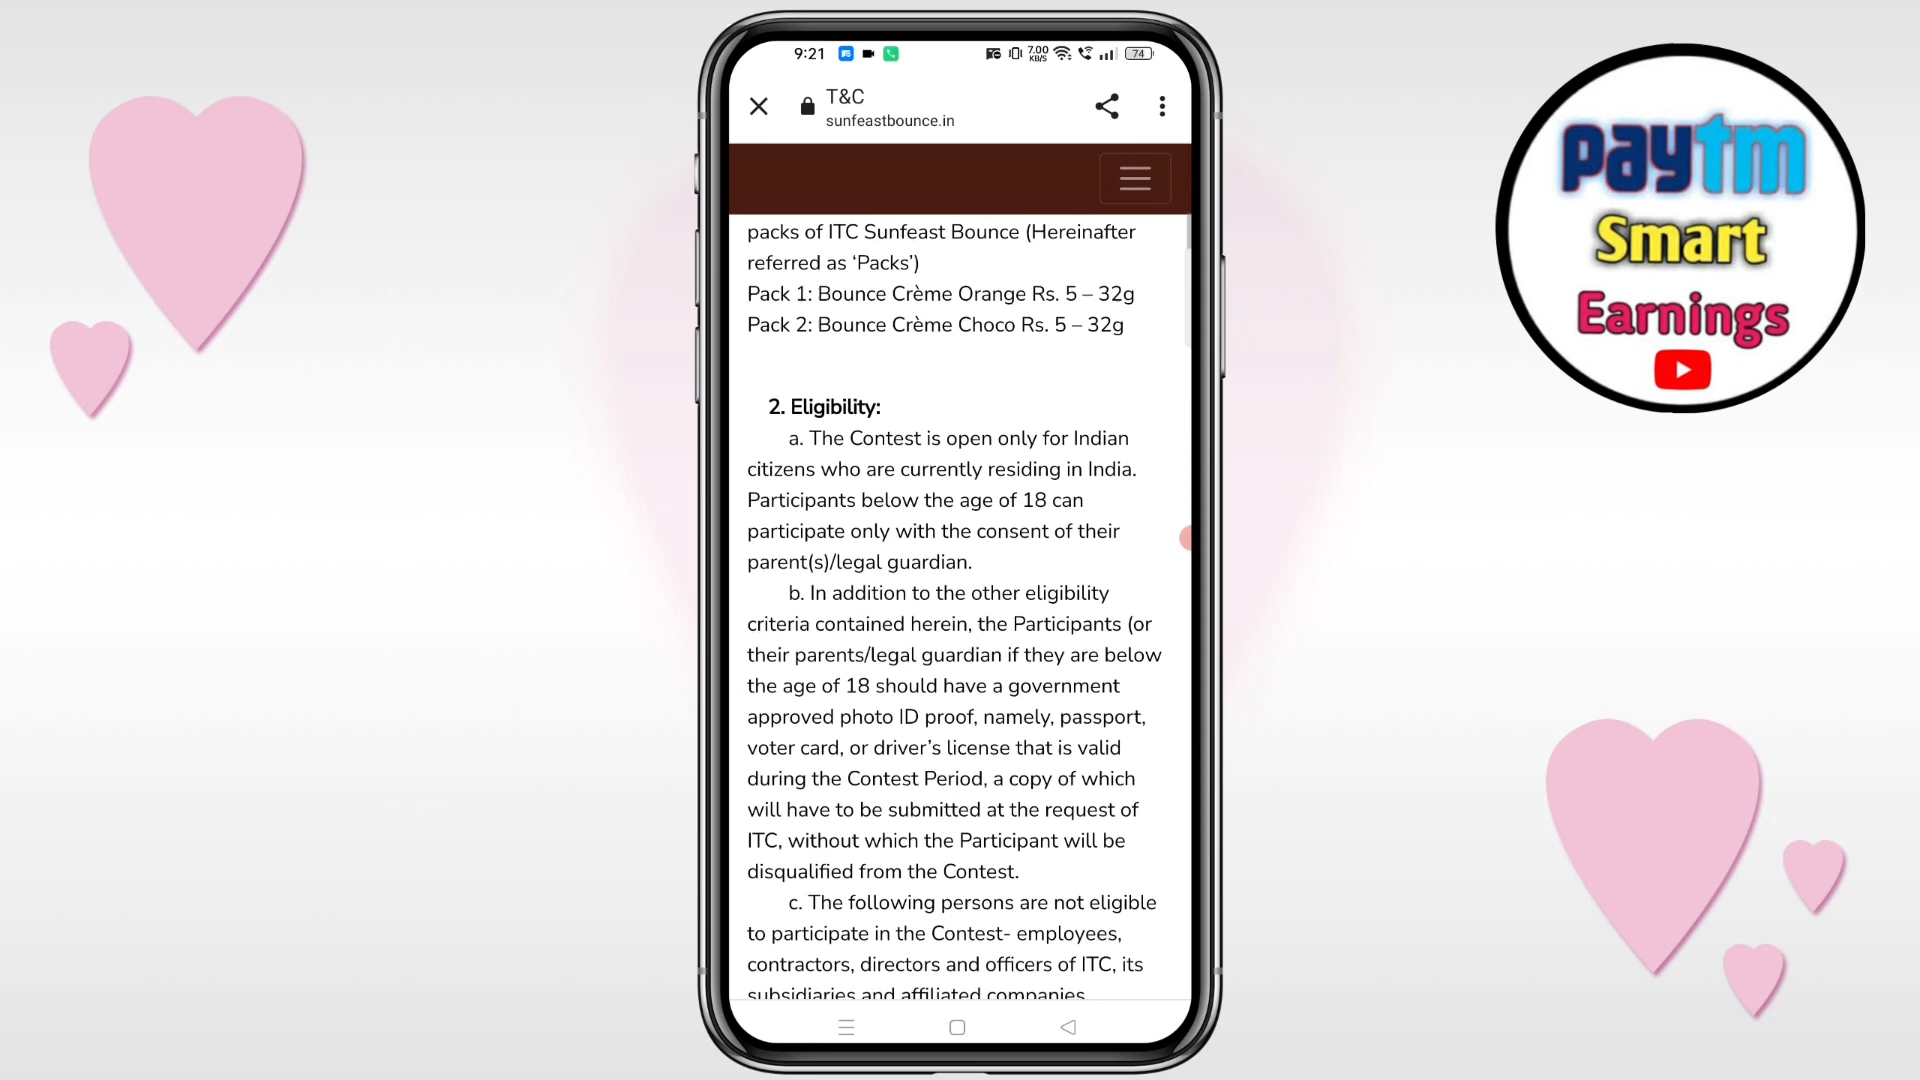 9:21
7.00
KB/S
74
T&C
sunfeastbounce.in
packs of ITC Sunfeast Bounce (Hereinafter
referred as ‘Packs’)
Pack 1: Bounce Crème Orange Rs. 5 – 32g
Pack 2: Bounce Crème Choco Rs. 5 – 32g
2. Eligibility:
a. The Contest is open only for Indian
citizens who are currently residing in India.
Participants below the age of 18 can
participate only with the consent of their
parent(s)/legal guardian.
b. In addition to the other eligibility
criteria contained herein, the Participants (or
their parents/legal guardian if they are below
the age of 18 should have a government
approved photo ID proof, namely, passport,
voter card, or driver’s license that is valid
during the Contest Period, a copy of which
will have to be submitted at the request of
ITC, without which the Participant will be
disqualified from the Contest.
c. The following persons are not eligible
to participate in the Contest- employees,
contractors, directors and officers of ITC, its
subsidiaries and affiliated companies
paytm
Smart
Earnings